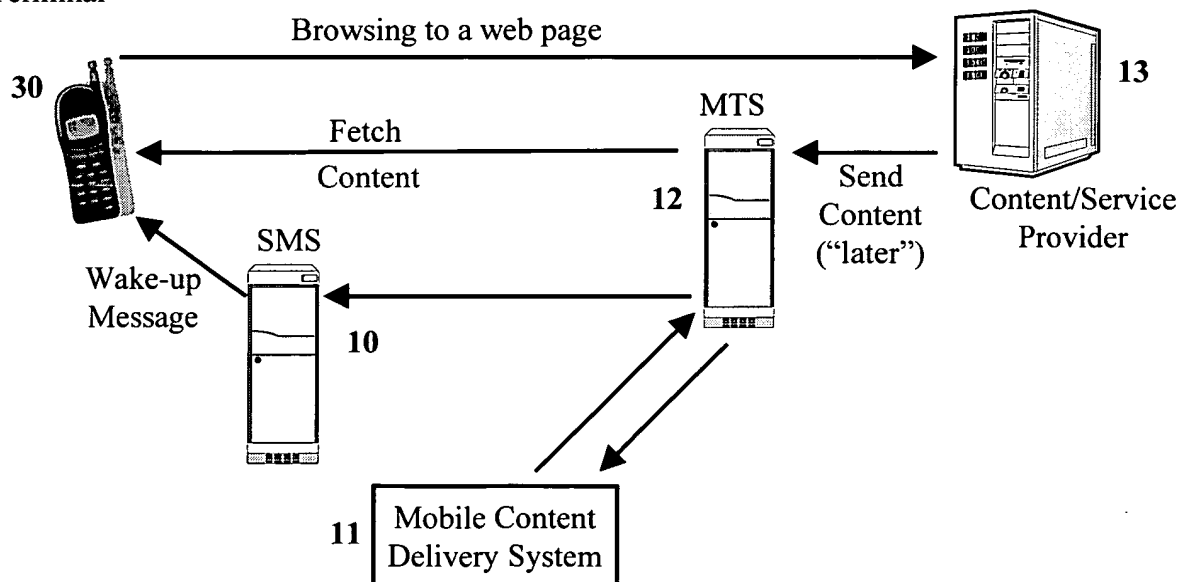 Terminal
Browsing to a web page
30
13
MTS
Fetch
Content
12
Send
Content
("later")
Content/Service
Provider
SMS
Wake-up
Message
10
11
Mobile Content
Delivery System